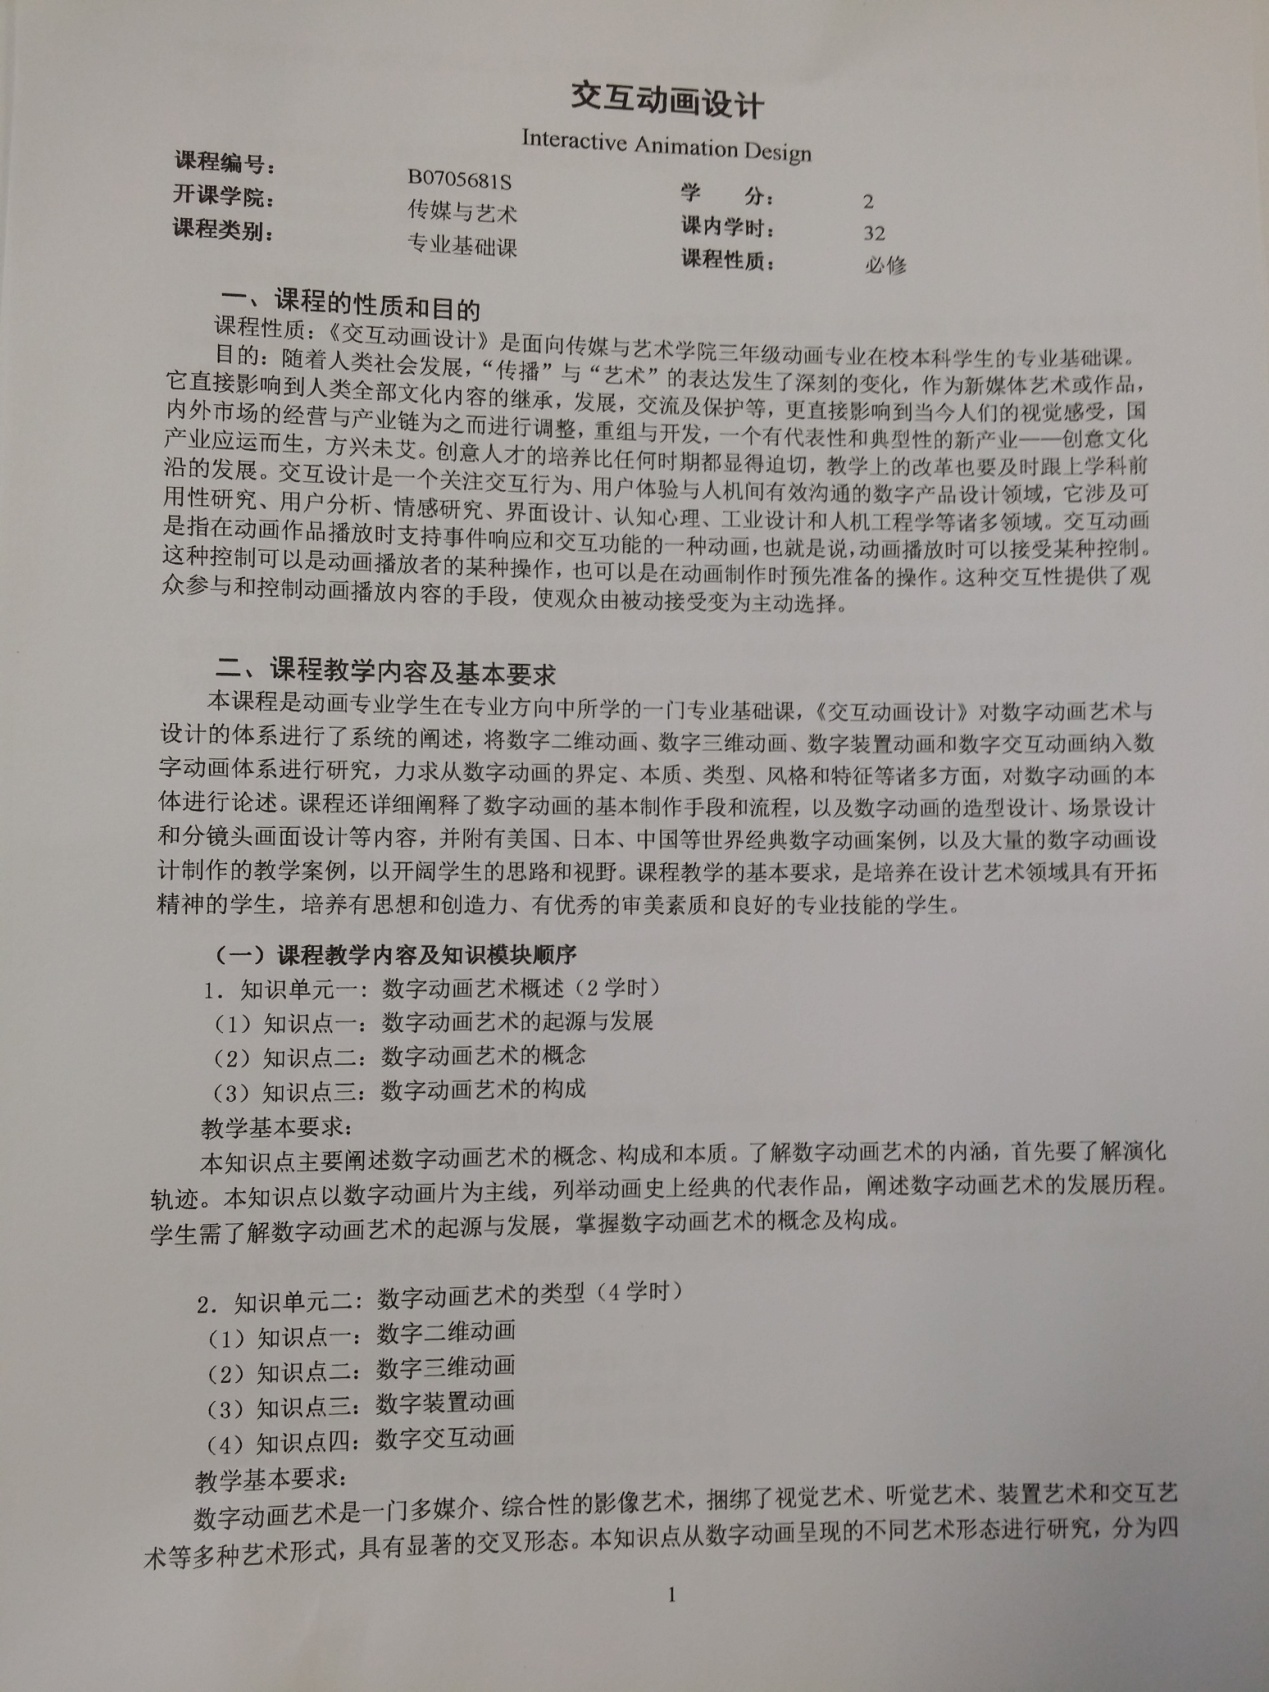 交互动画设计
Interactive Animation Design
课程编号： B0705681S 学 分： 2
开课学院： 传媒与艺术 课内学时： 32
课程类别： 专业基础课 课程性质： 必修
一、课程的性质和目的
课程性质：《交互动画设计》是面向传媒与艺术学院三年级动画专业在校本科学生的专业基础课。
目的：随着人类社会发展，“传播”与“艺术”的表达发生了深刻的变化，作为新媒体艺术或作品，
它直接影响到人类全部文化内容的继承，发展，交流及保护等，更直接影响到当今人们的视觉感受，国
内外市场的经营与产业链为之而进行调整，重组与开发，一个有代表性和典型性的新产业——创意文化
产业应运而生，方兴未艾。创意人才的培养比任何时期都显得迫切，教学上的改革也要及时跟上学科前
沿的发展。交互设计是一个关注交互行为、用户体验与人机间有效沟通的数字产品设计领域，它涉及可
用性研究、用户分析、情感研究、界面设计、认知心理、工业设计和人机工程学等诸多领域。交互动画
是指在动画作品播放时支持事件响应和交互功能的一种动画，也就是说，动画播放时可以接受某种控制。
这种控制可以是动画播放者的某种操作，也可以是在动画制作时预先准备的操作。这种交互性提供了观
众参与和控制动画播放内容的手段，使观众由被动接受变为主动选择。
二、课程教学内容及基本要求
本课程是动画专业学生在专业方向中所学的一门专业基础课，《交互动画设计》对数字动画艺术与
设计的体系进行了系统的阐述，将数字二维动画、数字三维动画、数字装置动画和数字交互动画纳入数
字动画体系进行研究，力求从数字动画的界定、本质、类型、风格和特征等诸多方面，对数字动画的本
体进行论述。课程还详细阐释了数字动画的基本制作手段和流程，以及数字动画的造型设计、场景设计
和分镜头画面设计等内容，并附有美国、日本、中国等世界经典数字动画案例，以及大量的数字动画设
计制作的教学案例，以开阔学生的思路和视野。课程教学的基本要求，是培养在设计艺术领域具有开拓
精神的学生，培养有思想和创造力、有优秀的审美素质和良好的专业技能的学生。
（一）课程教学内容及知识模块顺序
1．知识单元一：数字动画艺术概述（2 学时）
（1）知识点一：数字动画艺术的起源与发展
（2）知识点二：数字动画艺术的概念
（3）知识点三：数字动画艺术的构成
教学基本要求：
本知识点主要阐述数字动画艺术的概念、构成和本质。了解数字动画艺术的内涵，首先要了解演化
轨迹。本知识点以数字动画片为主线，列举动画史上经典的代表作品，阐述数字动画艺术的发展历程。
学生需了解数字动画艺术的起源与发展，掌握数字动画艺术的概念及构成。
2．知识单元二：数字动画艺术的类型（4 学时）
（1）知识点一：数字二维动画
（2）知识点二：数字三维动画
（3）知识点三：数字装置动画
（4）知识点四：数字交互动画
教学基本要求：
数字动画艺术是一门多媒介、综合性的影像艺术，捆绑了视觉艺术、听觉艺术、装置艺术和交互艺
术等多种艺术形式，具有显著的交叉形态。本知识点从数字动画呈现的不同艺术形态进行研究，分为四
1